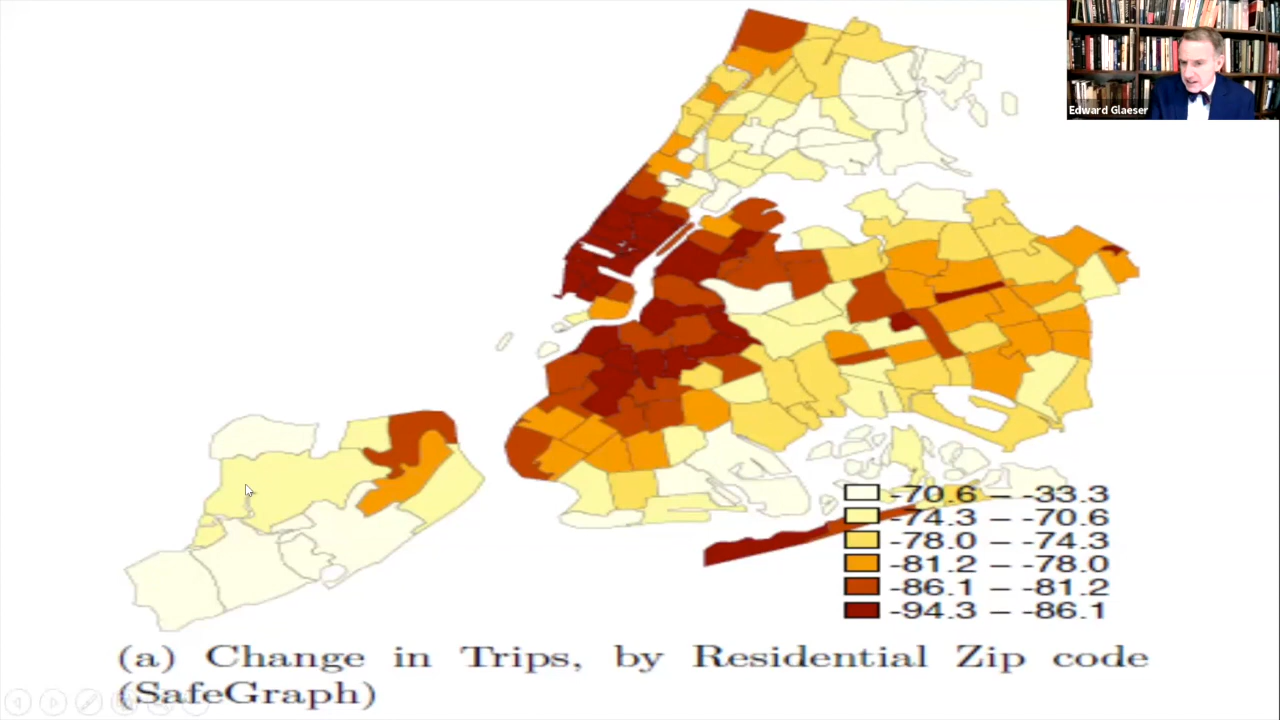 Edward Glaeser
-70.6 – -33.3
-74.3 – -70.6
-78.0 – -74.3
-81.2 – -78.0
-86.1 – -81.2
-94.3 – -86.1
(a) Change in Trips, by Residential Zip code
(SafeGraph)